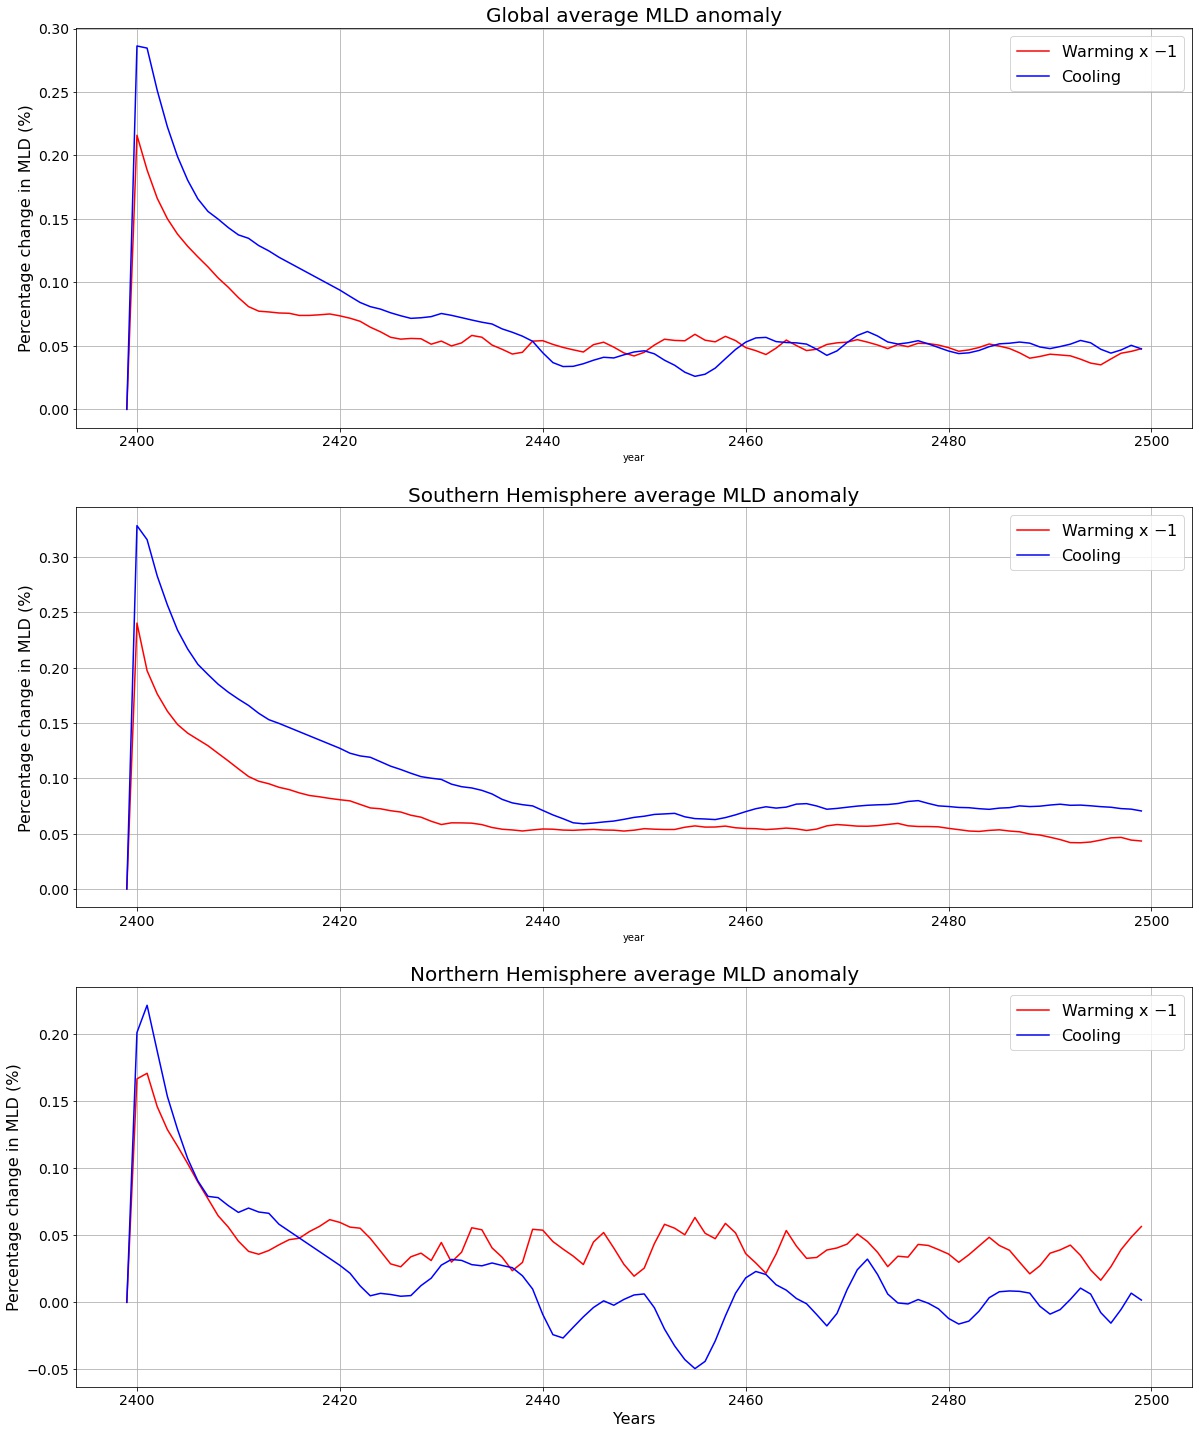 Global average MLD anomaly
Percentage change in MLD (%)
0.30
0.25
0.20
0.15
0.10
0.05
0.00
Warming x −1
Cooling
2400 2420 2440 2460 2480 2500
year
Southern Hemisphere average MLD anomaly
Percentage change in MLD (%)
0.30
0.25
0.20
0.15
0.10
0.05
0.00
Warming x −1
Cooling
2400 2420 2440 2460 2480 2500
year
Northern Hemisphere average MLD anomaly
Percentage change in MLD (%)
0.20
0.15
0.10
0.05
0.00
−0.05
Warming x −1
Cooling
2400 2420 2440 2460 2480 2500
Years